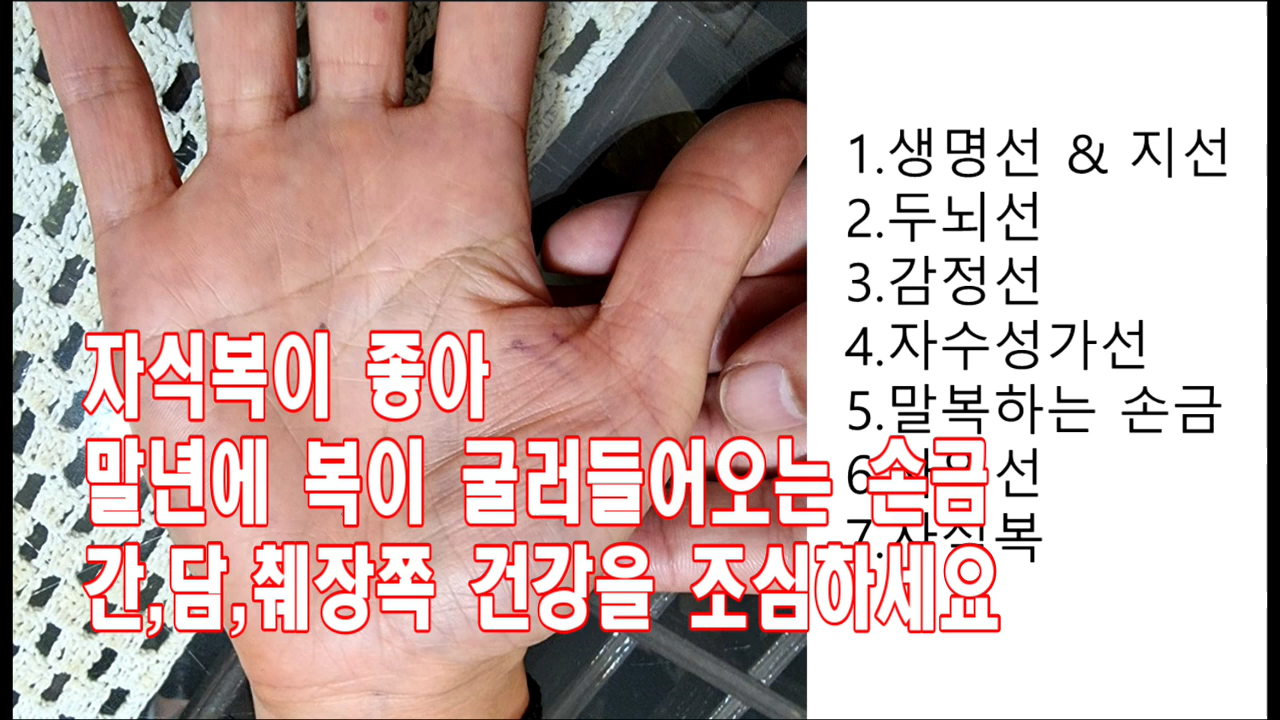 1.생명선 & 지선
2.두뇌선
3.감정선
4.자수성가선
5.말복하는 손금
선
7.자식복
자식복이 좋아
말년에 복이 굴러들어오는 손금
간,담,췌장쪽 건강을 조심하세요